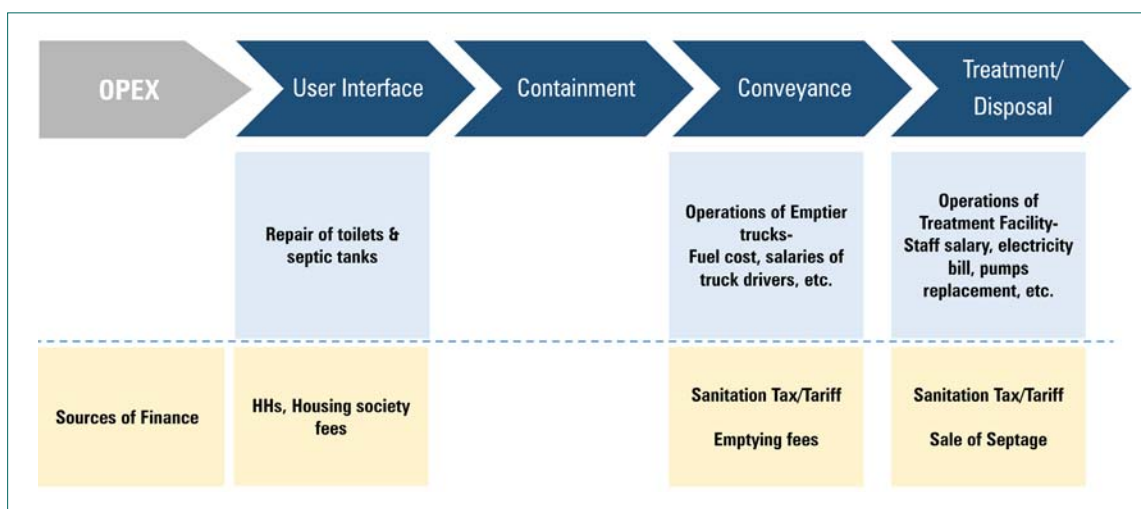 OPEX
User Interface
Containment
Conveyance
Treatment/
Disposal
Repair of toilets &
septic tanks
Operations of Emptier
trucks-
Fuel cost, salaries of
truck drivers, etc.
Operations of
Treatment Facility-
Staff salary, electricity
bill, pumps
replacement, etc.
Sources of Finance
HHs, Housing society
fees
Sanitation Tax/Tariff
Emptying fees
Sanitation Tax/Tariff
Sale of Septage